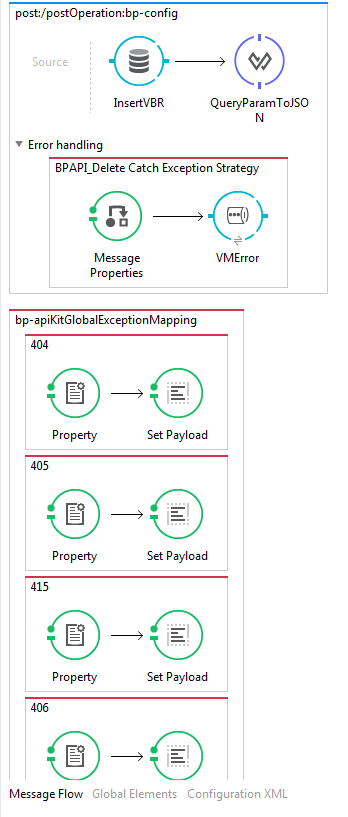 post:/postOperation:bp-config
Source
InsertVBR
QueryParamToJSO
N
Error handling
BPAPI_Delete Catch Exception Strategy
Message
Properties
VMError
bp-apiKitGlobalExceptionMapping
404
Property
Set Payload
405
Property
Set Payload
415
Property
Set Payload
406
Message Flow Global Elements Configuration XML